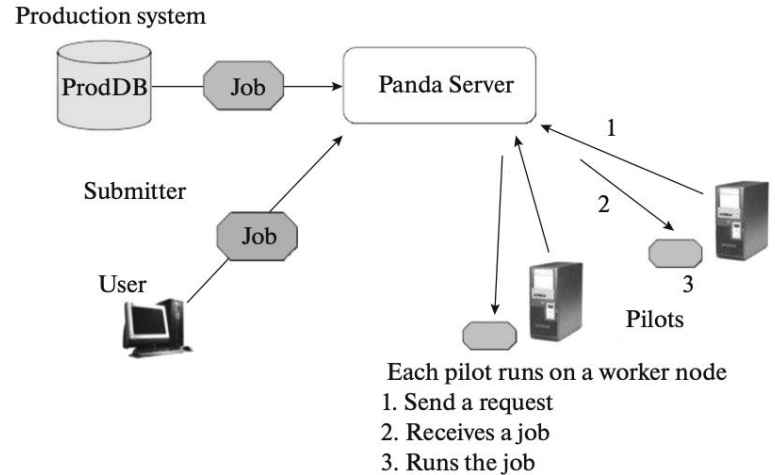 Production system
ProdDB
Job
Panda Server
1
Submitter
2
Job
User
3
Pilots
Each pilot runs on a worker node
1. Send a request
2. Receives a job
3. Runs the job